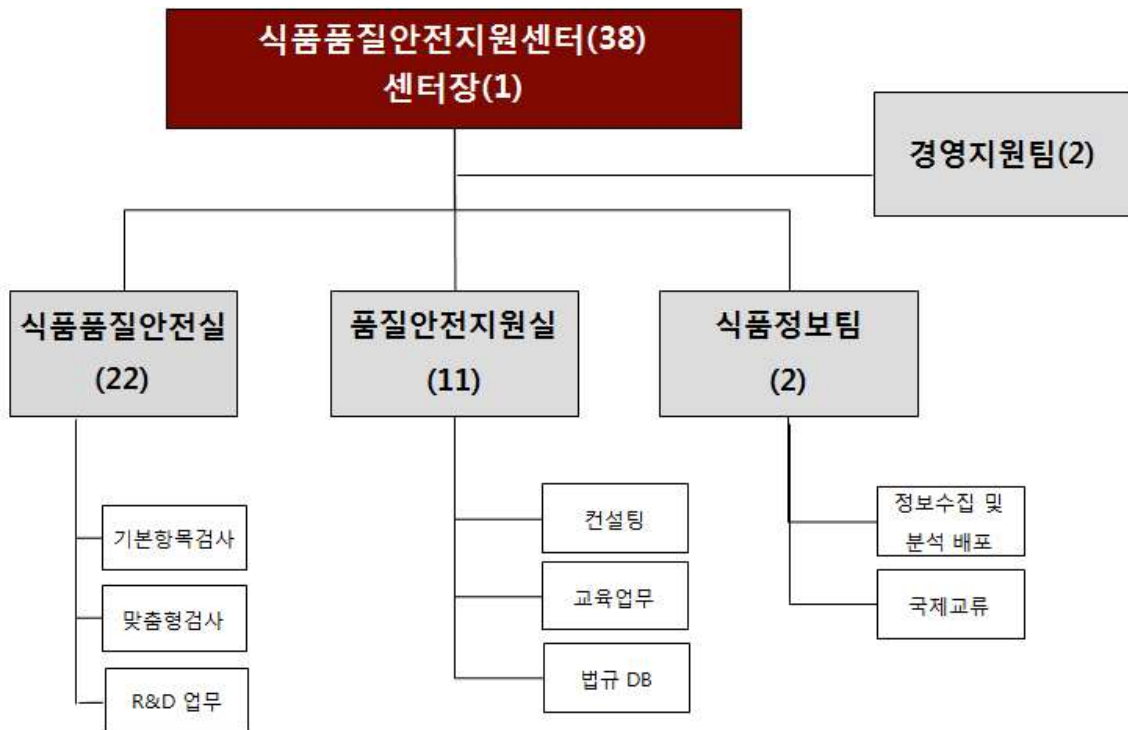 식품품질안전지원센터(38)
센터장(1)
경영지원팀(2)
식품품질안전실
(22)
품질안전지원실
(11)
식품정보팀
(2)
기본항목검사
맞춤형검사
R&D 업무
컨설팅
교육업무
법규 DB
정보수집 및
분석 배포
국제교류